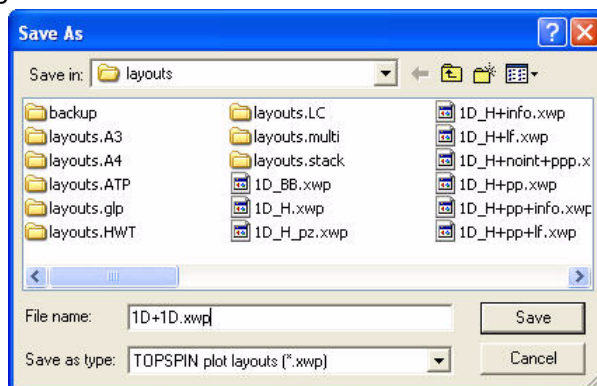 Save As
Save in: layouts
backup layouts.LC 1D_H+info.xwp
layouts.A3 layouts.multi 1D_H+lf.xwp
layouts.A4 layouts.stack 1D_H+noint+ppp.x
layouts.ATP 1D_BB.xwp 1D_H+pp.xwp
layouts.glp 1D_H.xwp 1D_H+pp+info.xwp
layouts.HWT 1D_H_pz.xwp 1D_H+pp+lf.xwp
File name: 1D+1D.xwp Save
Save as type: TOPSPIN plot layouts (*.xwp) Cancel